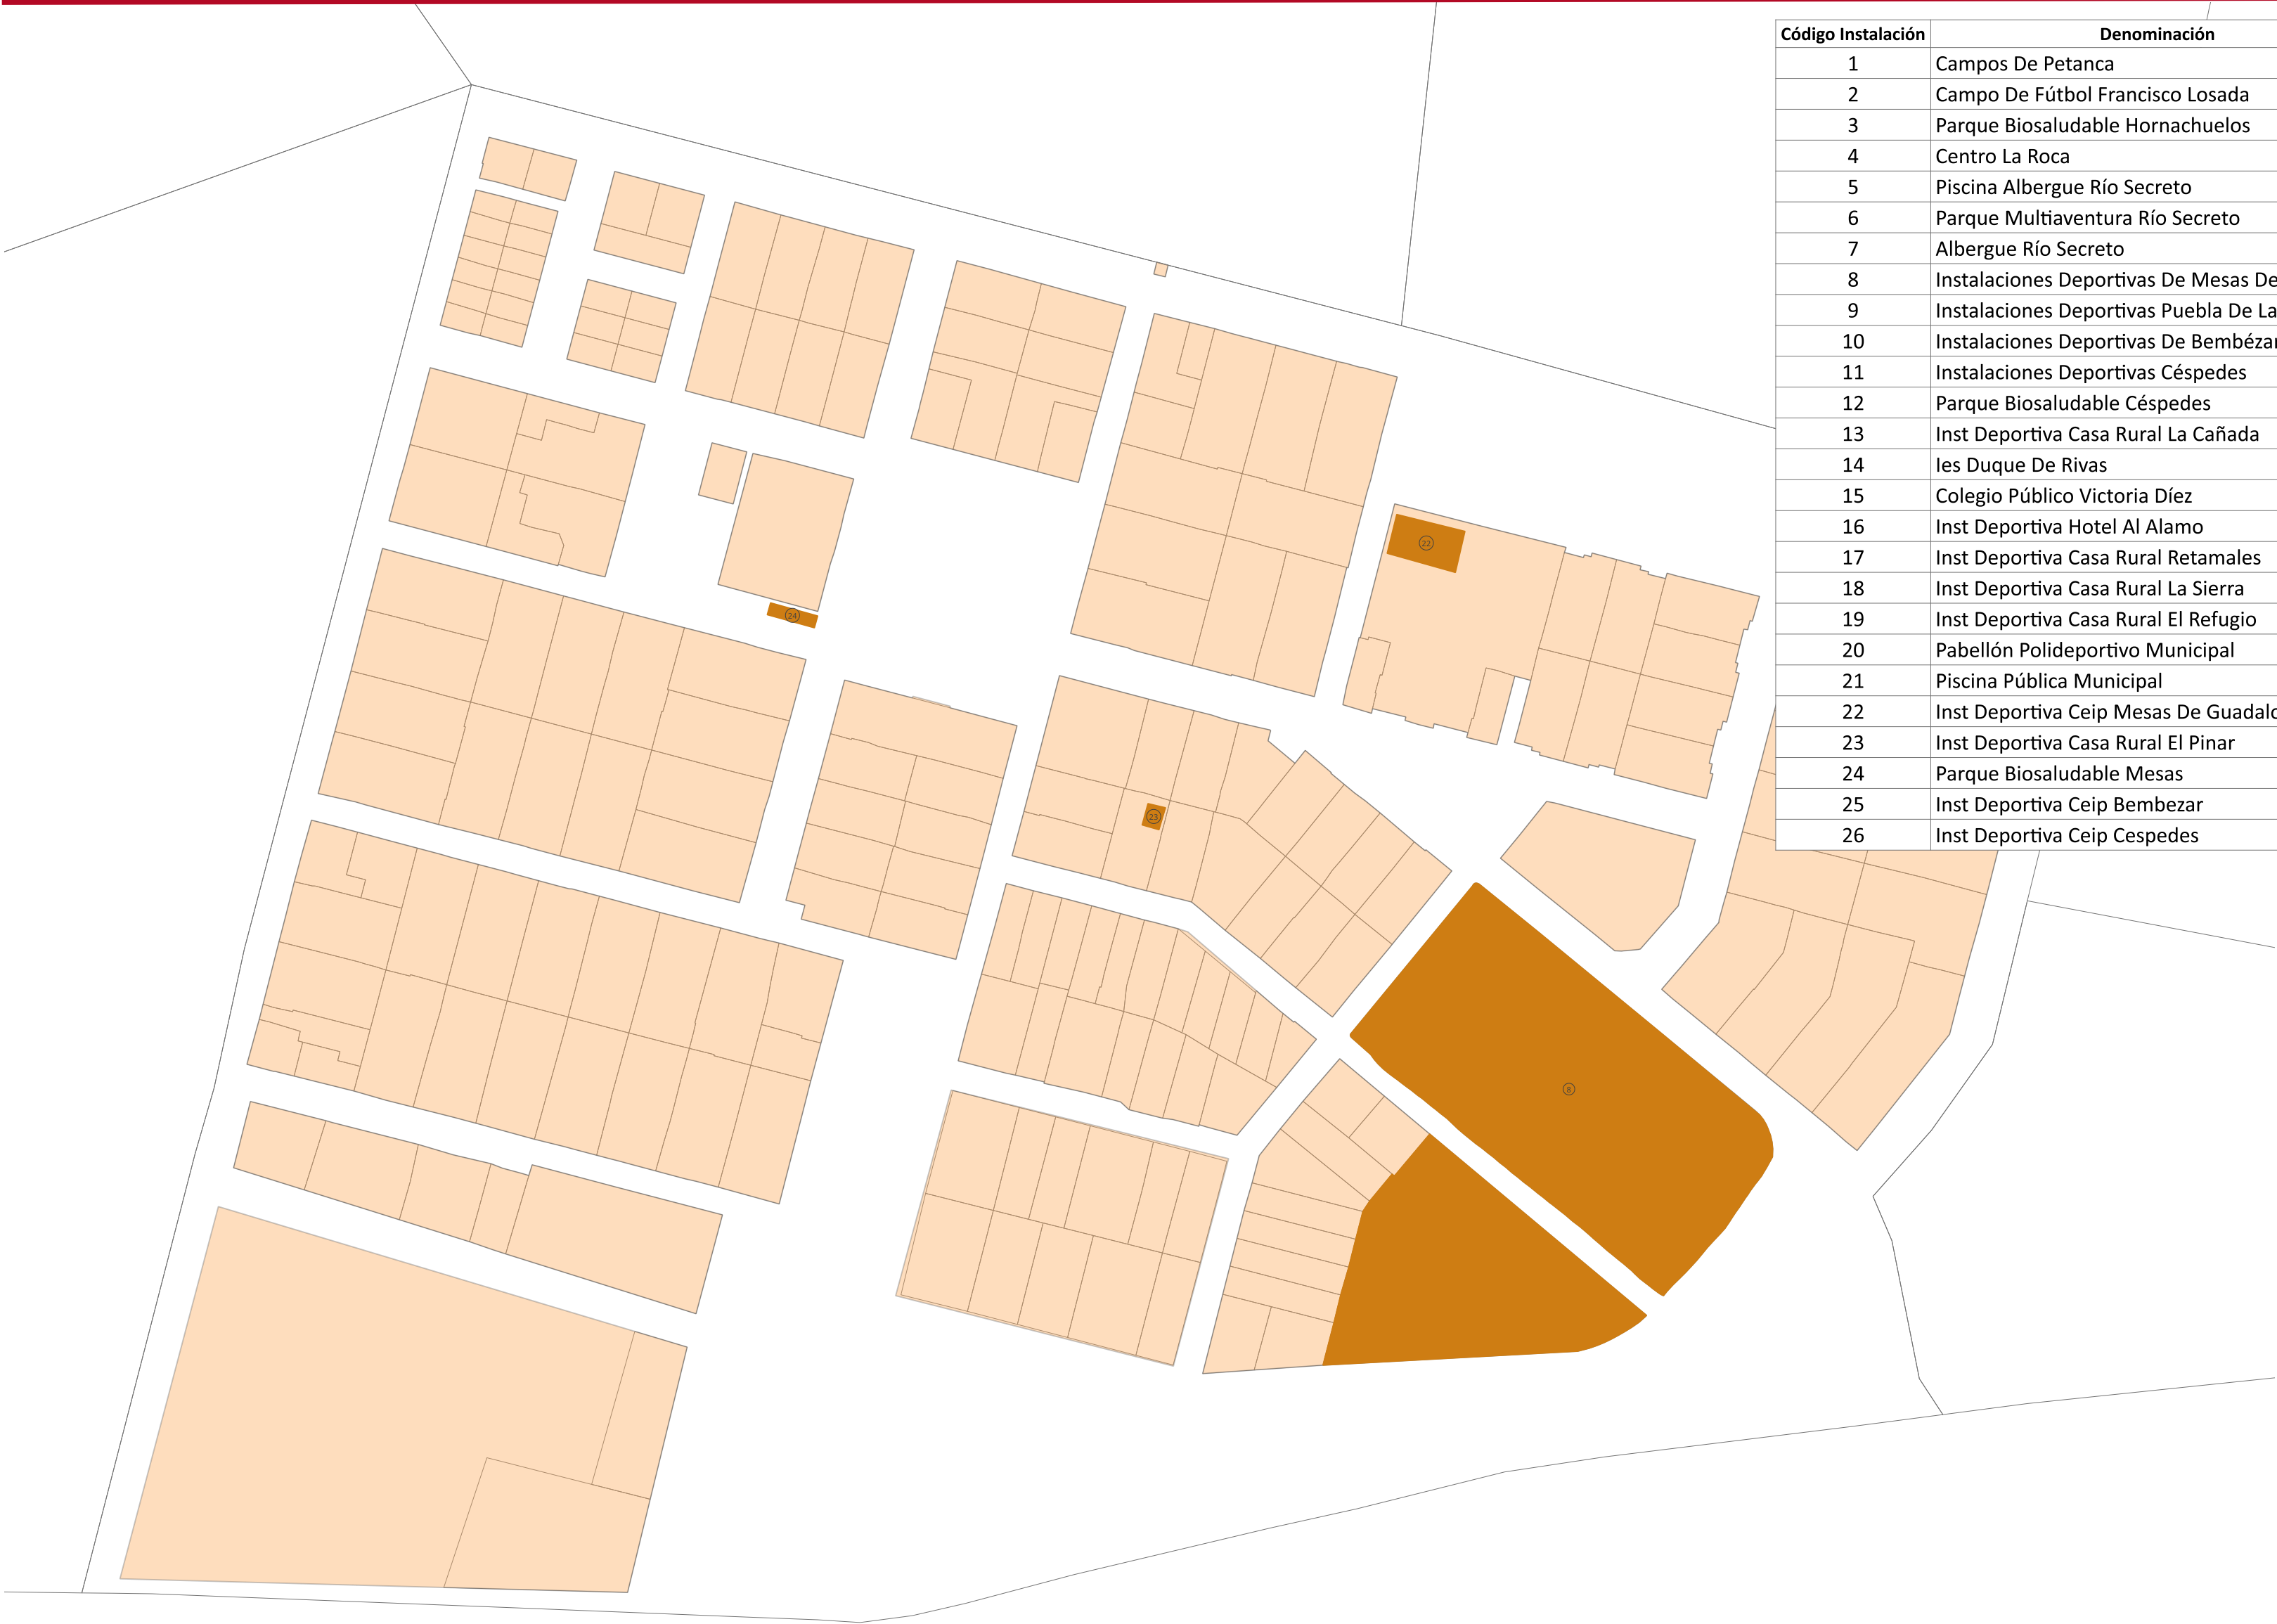 Código Instalación Denominación
1 Campos De Petanca
2 Campo De Fútbol Francisco Losada
3 Parque Biosaludable Hornachuelos
4 Centro La Roca
5 Piscina Albergue Río Secreto
6 Parque Multiaventura Río Secreto
7 Albergue Río Secreto
8 Instalaciones Deportivas De Mesas De
9 Instalaciones Deportivas Puebla De La
10 Instalaciones Deportivas De Bembézar
11 Instalaciones Deportivas Céspedes
12 Parque Biosaludable Céspedes
13 Inst Deportiva Casa Rural La Cañada
14 Ies Duque De Rivas
15 Colegio Público Victoria Díez
16 Inst Deportiva Hotel Al Alamo
17 Inst Deportiva Casa Rural Retamales
18 Inst Deportiva Casa Rural La Sierra
19 Inst Deportiva Casa Rural El Refugio
20 Pabellón Polideportivo Municipal
21 Piscina Pública Municipal
22 Inst Deportiva Ceip Mesas De Guadalo
23 Inst Deportiva Casa Rural El Pinar
24 Parque Biosaludable Mesas
25 Inst Deportiva Ceip Bembezar
26 Inst Deportiva Ceip Cespedes
22
24
23
8